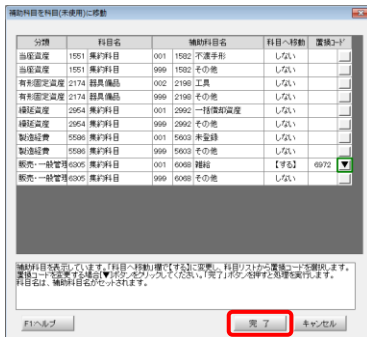 補助科目を科目(未使用)に移動
分類 科目名 補助科目名 科目へ移動 置換コード
当座資産 1551 集約科目 001 1582 不渡手形 しない
当座資産 1551 集約科目 999 1582 その他 しない
有形固定資産 2174 器具備品 002 2198 工具 しない
有形固定資産 2174 器具備品 999 2198 その他 しない
繰延資産 2954 集約科目 001 2992 一括償却資産 しない
繰延資産 2954 集約科目 999 2992 その他 しない
製造経費 5586 集約科目 001 5603 未登録 しない
製造経費 5586 集約科目 999 5603 その他 しない
販売・一般管理 6305 集約科目 001 6068 雑給 【する】 6972 ▼
販売・一般管理 6305 集約科目 999 6068 その他 しない
補助科目を表示しています。「科目へ移動」欄で【する】に変更し、科目リストから置換コードを選択します。
置換コードを変更する場合【▼】ボタンをクリックしてください。「完了」ボタンを押すと処理を実行します。
科目名は、補助科目名がセットされます。
F1:ヘルプ 完 了 キャンセル